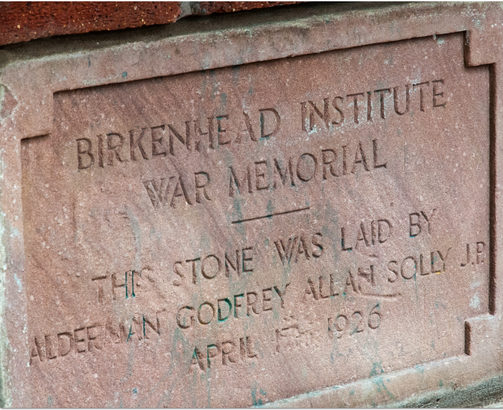 BIRKENHEAD INSTITUTE
WAR MEMORIAL
THIS STONE WAS LAID BY
ALDERMAN GODFREY ALLAN SOLLY J.P.
APRIL 1926